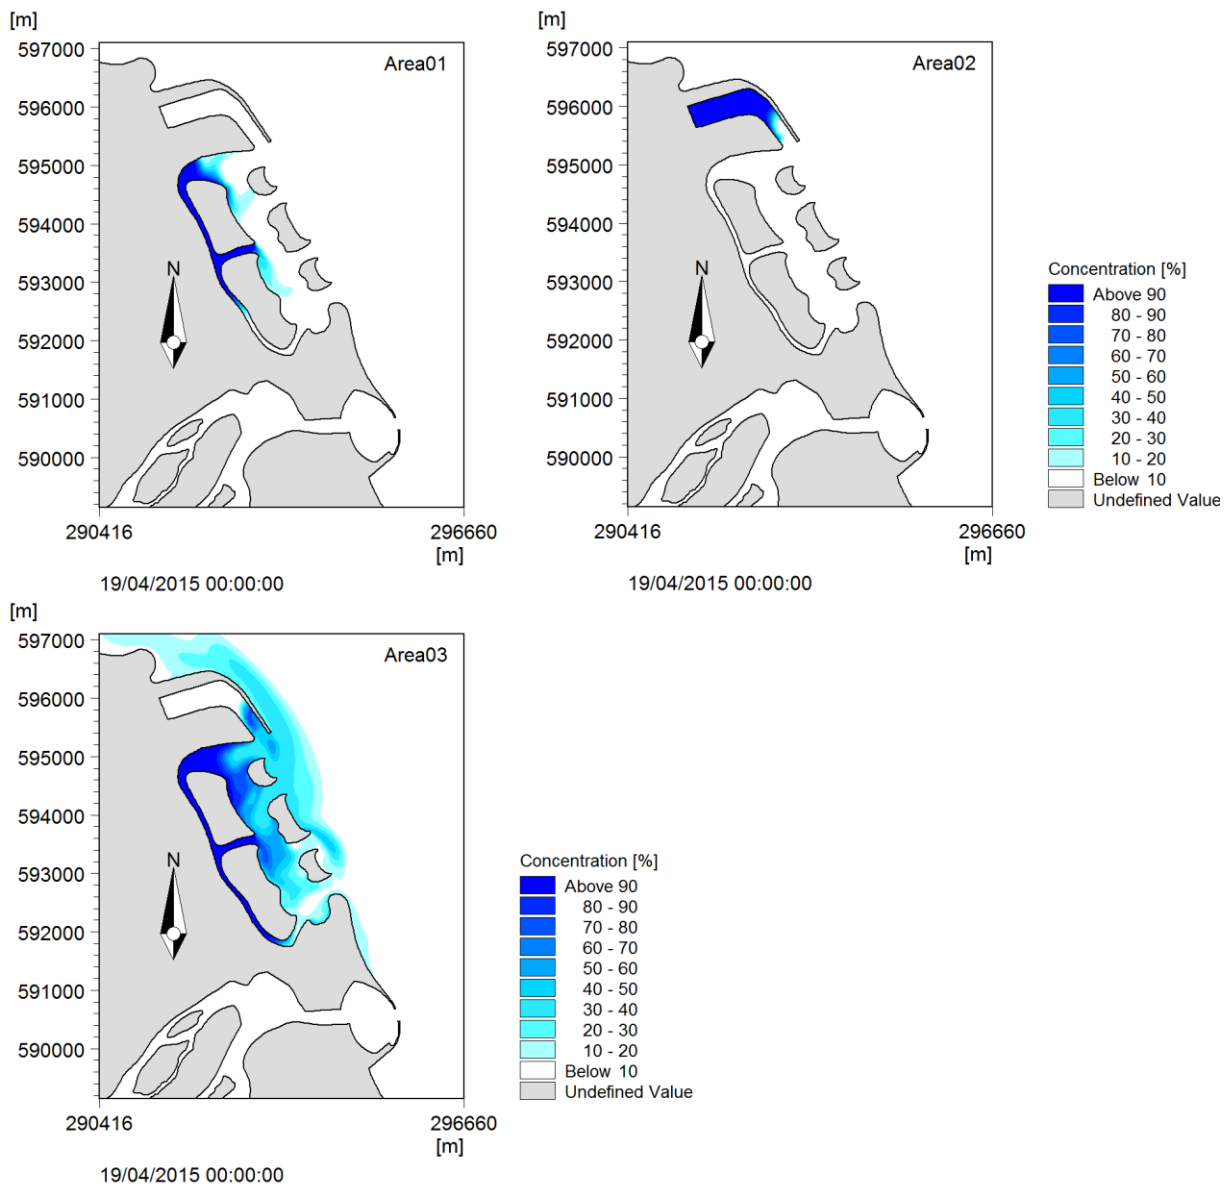 [m]
597000
596000
595000
594000
593000
592000
591000
590000
Area01
N
290416
296660
[m]
19/04/2015 00:00:00
[m]
597000
596000
595000
594000
593000
592000
591000
590000
Area02
N
290416
296660
[m]
19/04/2015 00:00:00
Concentration [%]
Above 90
80 - 90
70 - 80
60 - 70
50 - 60
40 - 50
30 - 40
20 - 30
10 - 20
Below 10
Undefined Value
[m]
597000
596000
595000
594000
593000
592000
591000
590000
Area03
N
290416
296660
[m]
19/04/2015 00:00:00
Concentration [%]
Above 90
80 - 90
70 - 80
60 - 70
50 - 60
40 - 50
30 - 40
20 - 30
10 - 20
Below 10
Undefined Value